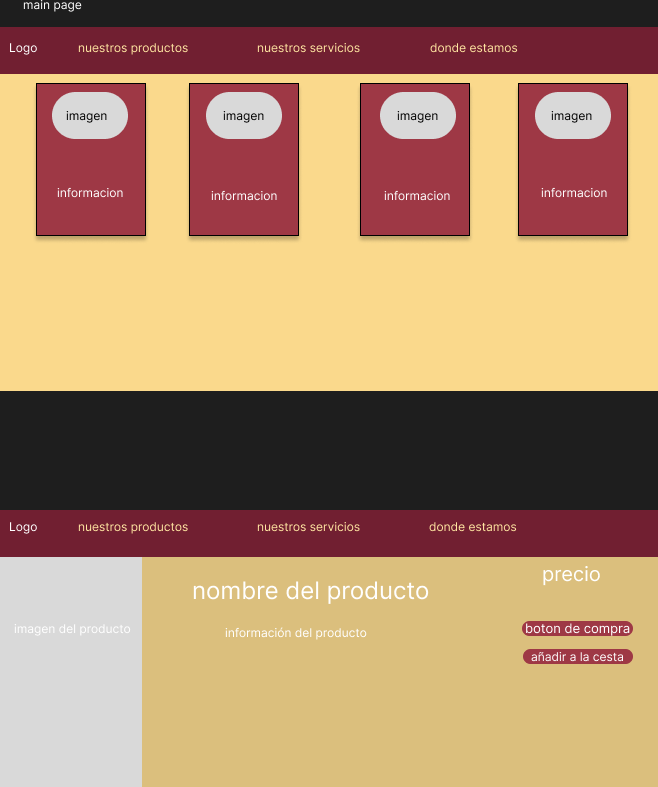 main page
Logo
nuestros productos
nuestros servicios
donde estamos
imagen
imagen
imagen
imagen
informacion
informacion
informacion
informacion
Logo
nuestros productos
nuestros servicios
donde estamos
imagen del producto
nombre del producto
información del producto
precio
boton de compra
añadir a la cesta